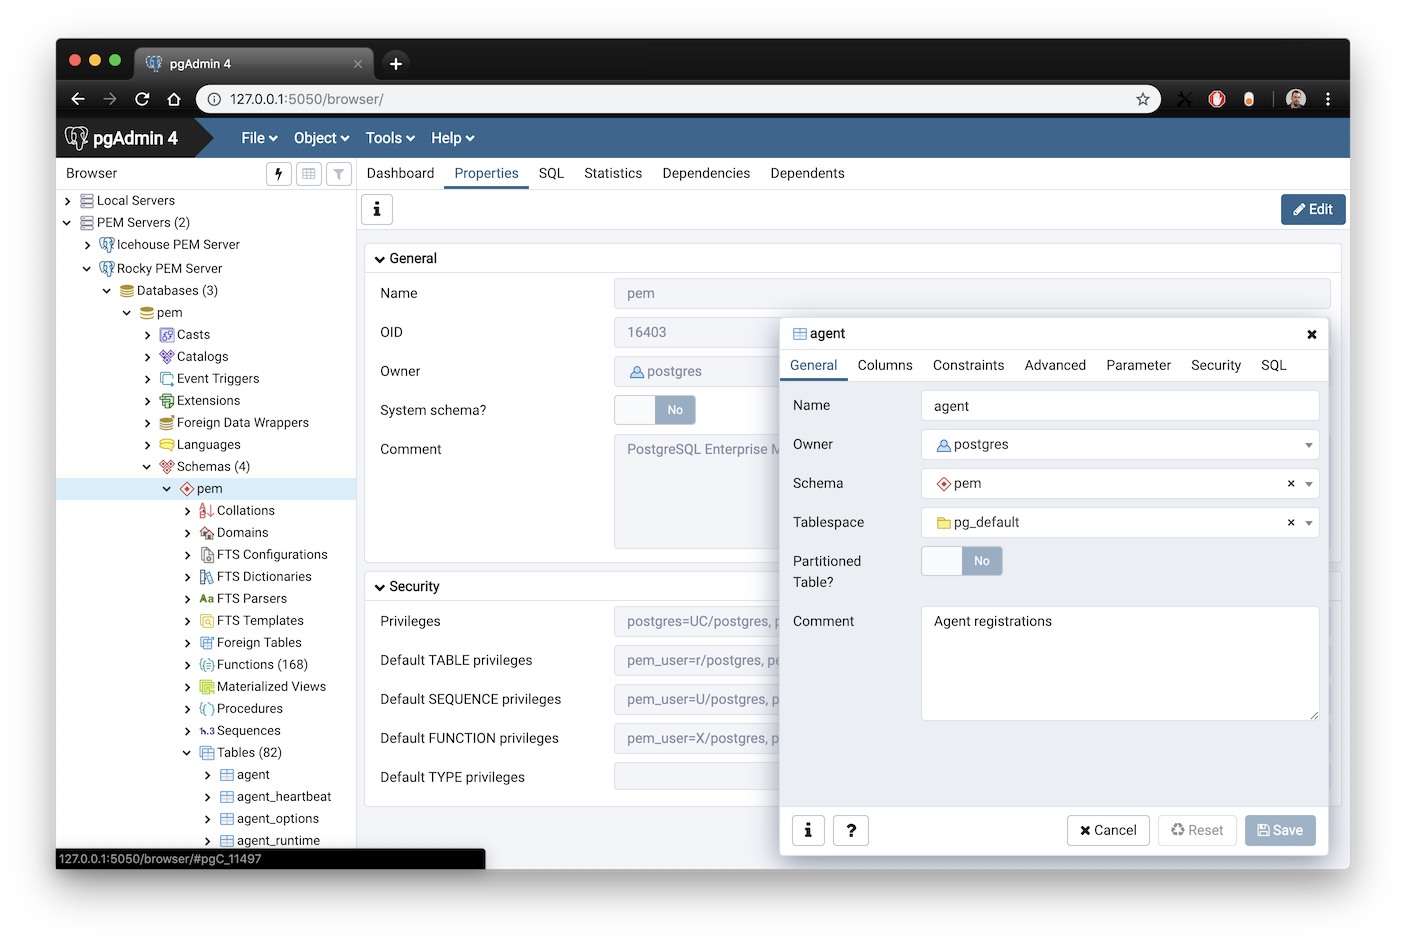 pgAdmin 4
127.0.0.1:5050/browser/
pgAdmin 4
File
Object
Tools
Help
Browser
Dashboard
Properties
SQL
Statistics
Dependencies
Dependents
Local Servers
PEM Servers (2)
Icehouse PEM Server
Rocky PEM Server
Databases (3)
pem
Casts
Catalogs
Event Triggers
Extensions
Foreign Data Wrappers
Languages
Schemas (4)
pem
Collations
Domains
FTS Configurations
FTS Dictionaries
Aa FTS Parsers
FTS Templates
Foreign Tables
Functions (168)
Materialized Views
Procedures
1..3 Sequences
Tables (82)
agent
agent_heartbeat
agent_options
agent_runtime
127.0.0.1:5050/browser/#pgC_11497
Edit
General
Name
pem
OID
16403
Owner
postgres
System schema?
No
Comment
PostgreSQL Enterprise
Security
Privileges
postgres=UC/postgres,
Default TABLE privileges
pem_user=r/postgres,
Default SEQUENCE privileges
pem_user=U/postgres,
Default FUNCTION privileges
pem_user=X/postgres,
Default TYPE privileges
agent
General
Columns
Constraints
Advanced
Parameter
Security
SQL
Name
agent
Owner
postgres
Schema
pem
Tablespace
pg_default
Partitioned
Table?
No
Comment
Agent registrations
Cancel
Reset
Save